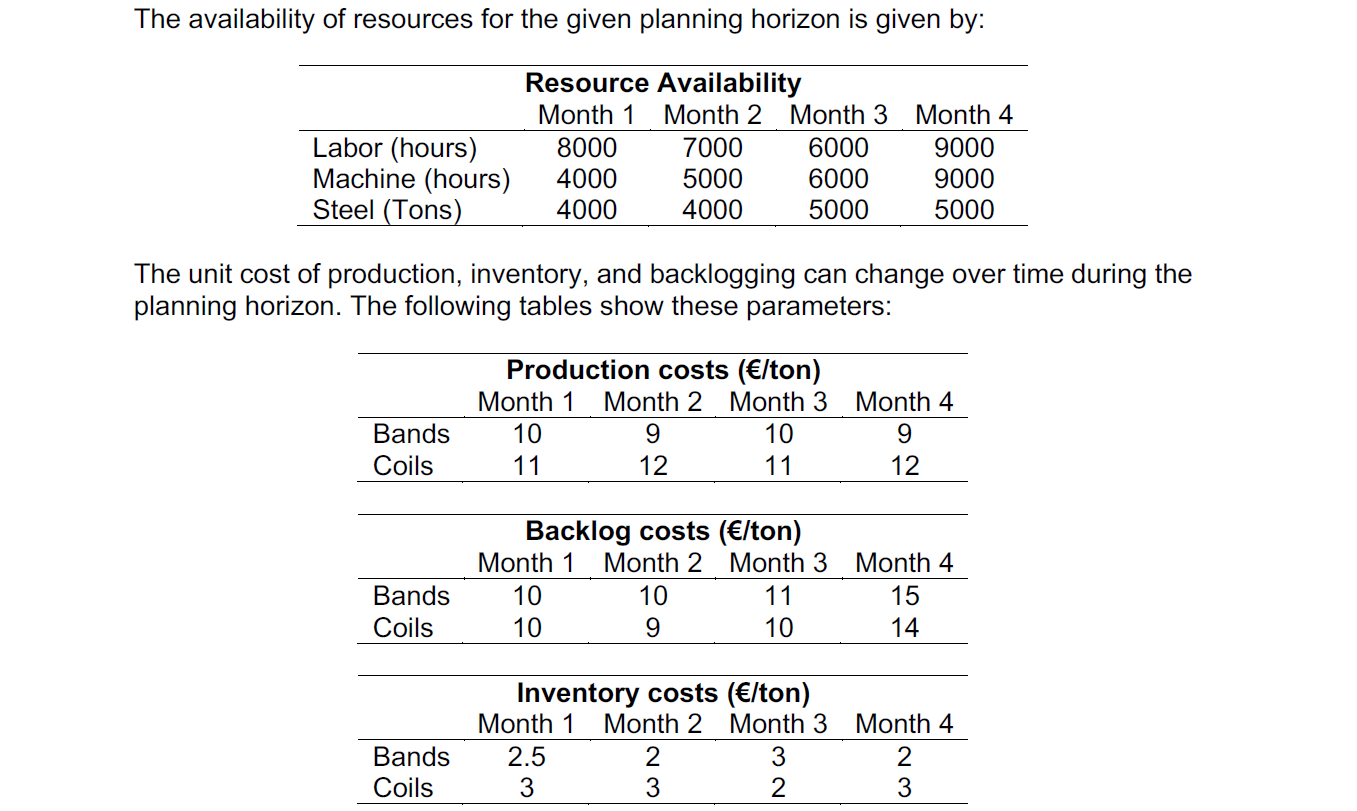 The availability of resources for the given planning horizon is given by:
Resource Availability
Month 1 Month 2 Month 3 Month 4
Labor (hours) 8000 7000 6000 9000
Machine (hours) 4000 5000 6000 9000
Steel (Tons) 4000 4000 5000 5000
The unit cost of production, inventory, and backlogging can change over time during the
planning horizon. The following tables show these parameters:
Production costs (€/ton)
Month 1 Month 2 Month 3 Month 4
Bands 10 9 10 9
Coils 11 12 11 12
Backlog costs (€/ton)
Month 1 Month 2 Month 3 Month 4
Bands 10 10 11 15
Coils 10 9 10 14
Inventory costs (€/ton)
Month 1 Month 2 Month 3 Month 4
Bands 2.5 2 3 2
Coils 3 3 2 3